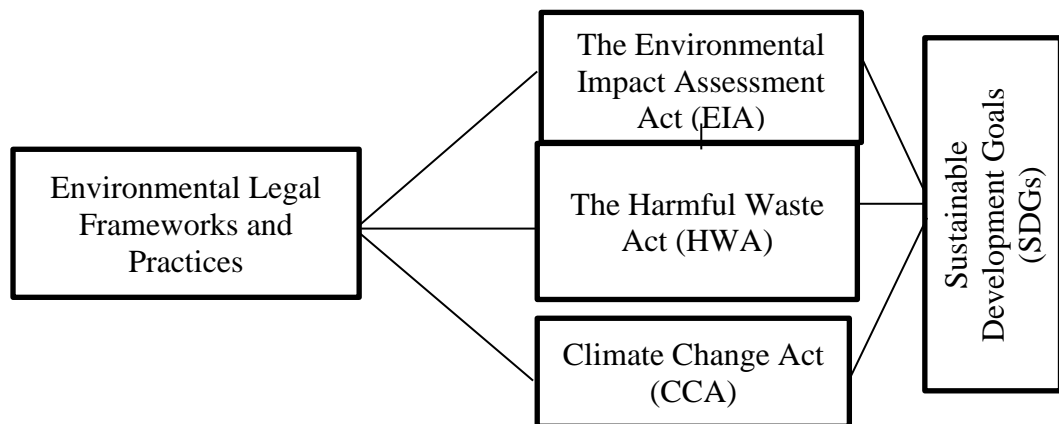 Environmental Legal
Frameworks and
Practices
The Environmental
Impact Assessment
Act (EIA)
The Harmful Waste
Act (HWA)
Climate Change Act
(CCA)
Sustainable
Development Goals
(SDGs)